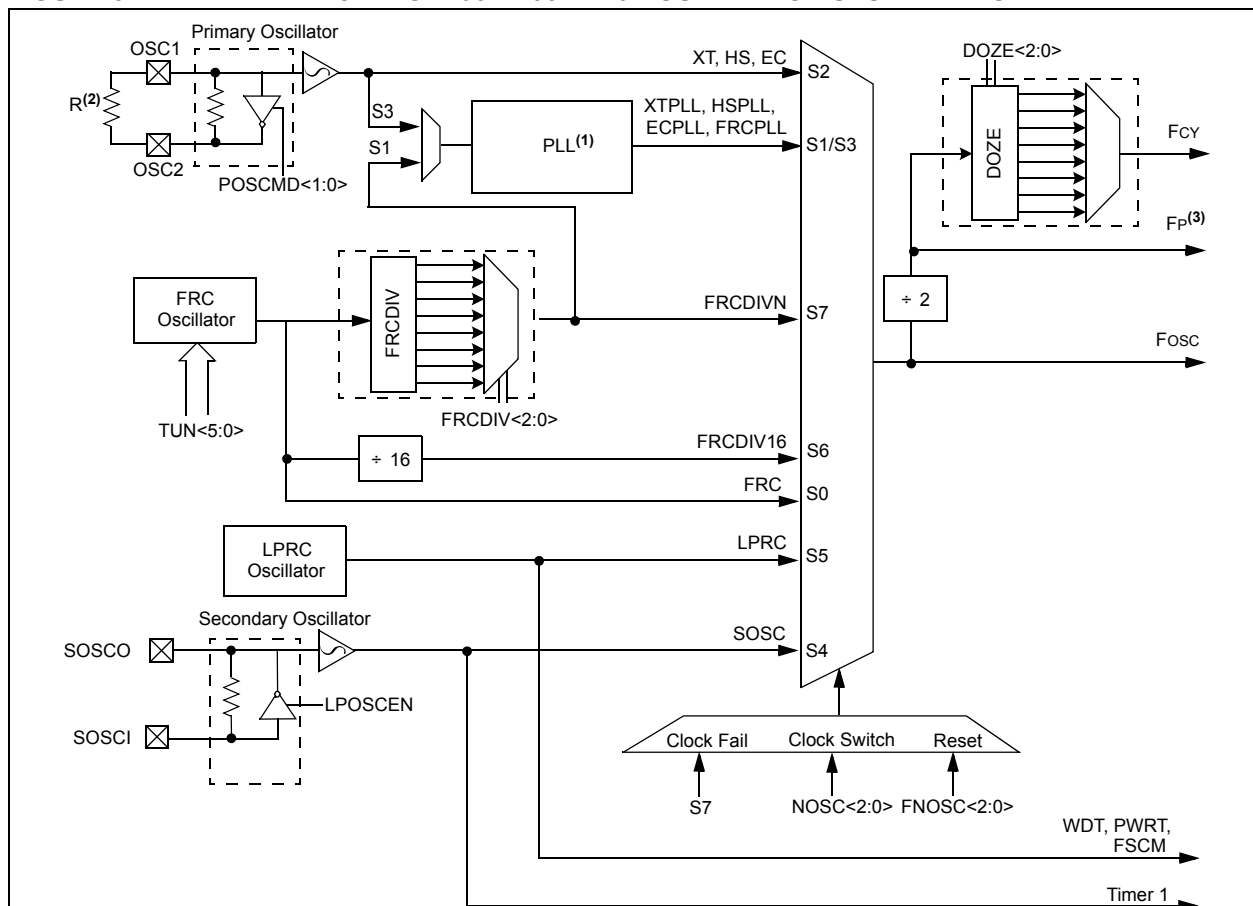 Primary Oscillator
OSC1
R(2)
OSC2
POSCMD<1:0>
S3
S1
PLL(1)
XT, HS, EC
S2
XTPLL, HSPLL,
ECPLL, FRCPLL
S1/S3
DOZE<2:0>
DOZE
FCY
FP(3)
÷ 2
FOSC
FRC
Oscillator
TUN<5:0>
FRCDIV
FRCDIV<2:0>
FRCDIVN
S7
÷ 16
FRCDIV16
S6
FRC
S0
LPRC
Oscillator
LPRC
S5
Secondary Oscillator
SOSCO
SOSCI
LPOSCEN
SOSC
S4
Clock Fail
Clock Switch
Reset
S7
NOSC<2:0>
FNOSC<2:0>
WDT, PWRT,
FSCM
Timer 1